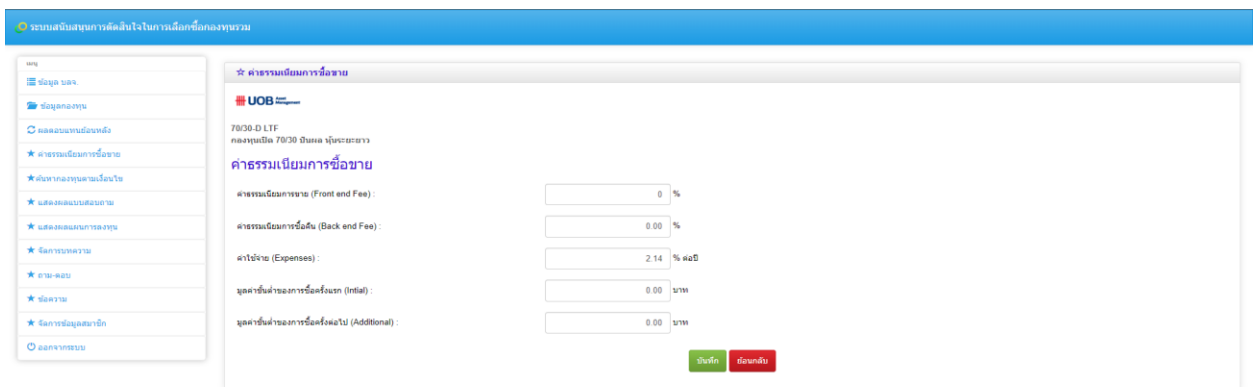 ระบบสนับสนุนการตัดสินใจในการเลือกซื้อกองทุนรวม
เมนู
ข้อมูล บลจ.
ข้อมูลกองทุน
ผลตอบแทนย้อนหลัง
ค่าธรรมเนียมการซื้อขาย
ค้นหากองทุนตามเงื่อนไข
แสดงผลแบบสอบถาม
แสดงผลแผนการลงทุน
จัดการบทความ
ถาม-ตอบ
ข้อความ
จัดการข้อมูลสมาชิก
ออกจากระบบ
ค่าธรรมเนียมการซื้อขาย
UOB Asset Management
70/30-D LTF
กองทุนเปิด 70/30 ปันผล หุ้นระยะยาว
ค่าธรรมเนียมการซื้อขาย
ค่าธรรมเนียมการขาย (Front end Fee) : 0 %
ค่าธรรมเนียมการซื้อคืน (Back end Fee) : 0.00 %
ค่าใช้จ่าย (Expenses) : 2.14 % ต่อปี
มูลค่าขั้นต่ำของการซื้อครั้งแรก (Intial) : 0.00 บาท
มูลค่าขั้นต่ำของการซื้อครั้งต่อไป (Additional) : 0.00 บาท
บันทึก ย้อนกลับ